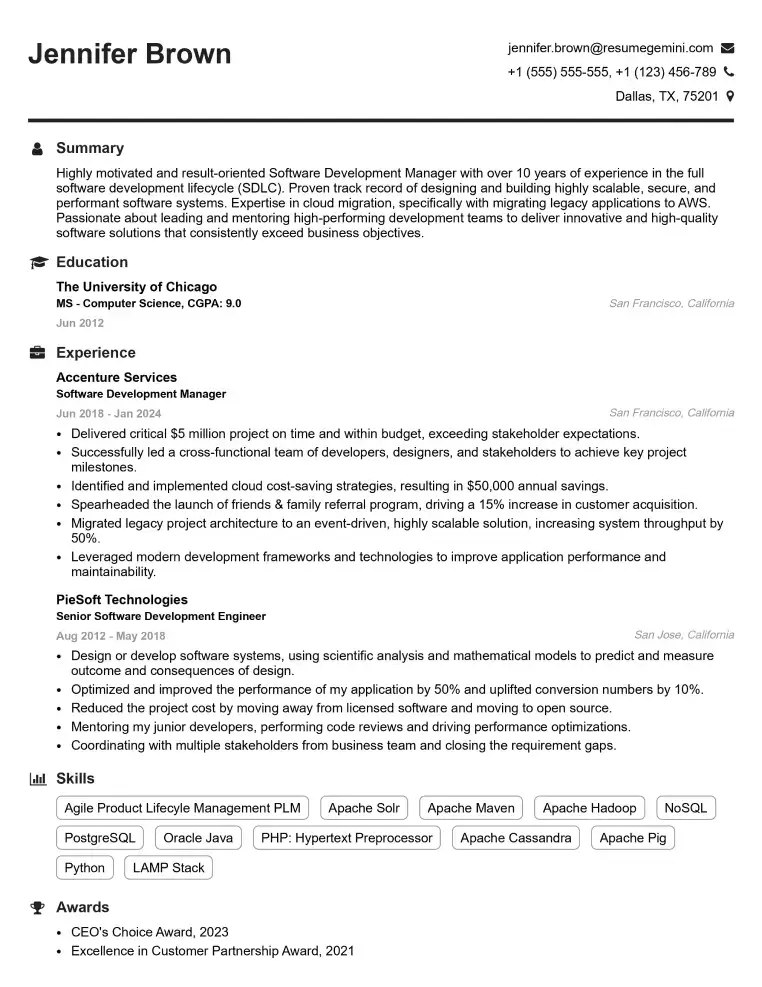 Jennifer Brown
jennifer.brown@resumegemini.com
+1 (555) 555-555, +1 (123) 456-789
Dallas, TX, 75201
Summary
Highly motivated and result-oriented Software Development Manager with over 10 years of experience in the full
software development lifecycle (SDLC). Proven track record of designing and building highly scalable, secure, and
performant software systems. Expertise in cloud migration, specifically with migrating legacy applications to AWS.
Passionate about leading and mentoring high-performing development teams to deliver innovative and high-quality
software solutions that consistently exceed business objectives.
Education
The University of Chicago
MS - Computer Science, CGPA: 9.0
San Francisco, California
Jun 2012
Experience
Accenture Services
Software Development Manager
Jun 2018 - Jan 2024
San Francisco, California
• Delivered critical $5 million project on time and within budget, exceeding stakeholder expectations.
• Successfully led a cross-functional team of developers, designers, and stakeholders to achieve key project
milestones.
• Identified and implemented cloud cost-saving strategies, resulting in $50,000 annual savings.
• Spearheaded the launch of friends & family referral program, driving a 15% increase in customer acquisition.
• Migrated legacy project architecture to an event-driven, highly scalable solution, increasing system throughput by
50%.
• Leveraged modern development frameworks and technologies to improve application performance and
maintainability.
PieSoft Technologies
Senior Software Development Engineer
Aug 2012 - May 2018
San Jose, California
• Design or develop software systems, using scientific analysis and mathematical models to predict and measure
outcome and consequences of design.
• Optimized and improved the performance of my application by 50% and uplifted conversion numbers by 10%.
• Reduced the project cost by moving away from licensed software and moving to open source.
• Mentoring my junior developers, performing code reviews and driving performance optimizations.
• Coordinating with multiple stakeholders from business team and closing the requirement gaps.
Skills
Agile Product Lifecyle Management PLM Apache Solr Apache Maven Apache Hadoop NoSQL
PostgreSQL Oracle Java PHP: Hypertext Preprocessor Apache Cassandra Apache Pig
Python LAMP Stack
Awards
• CEO's Choice Award, 2023
• Excellence in Customer Partnership Award, 2021